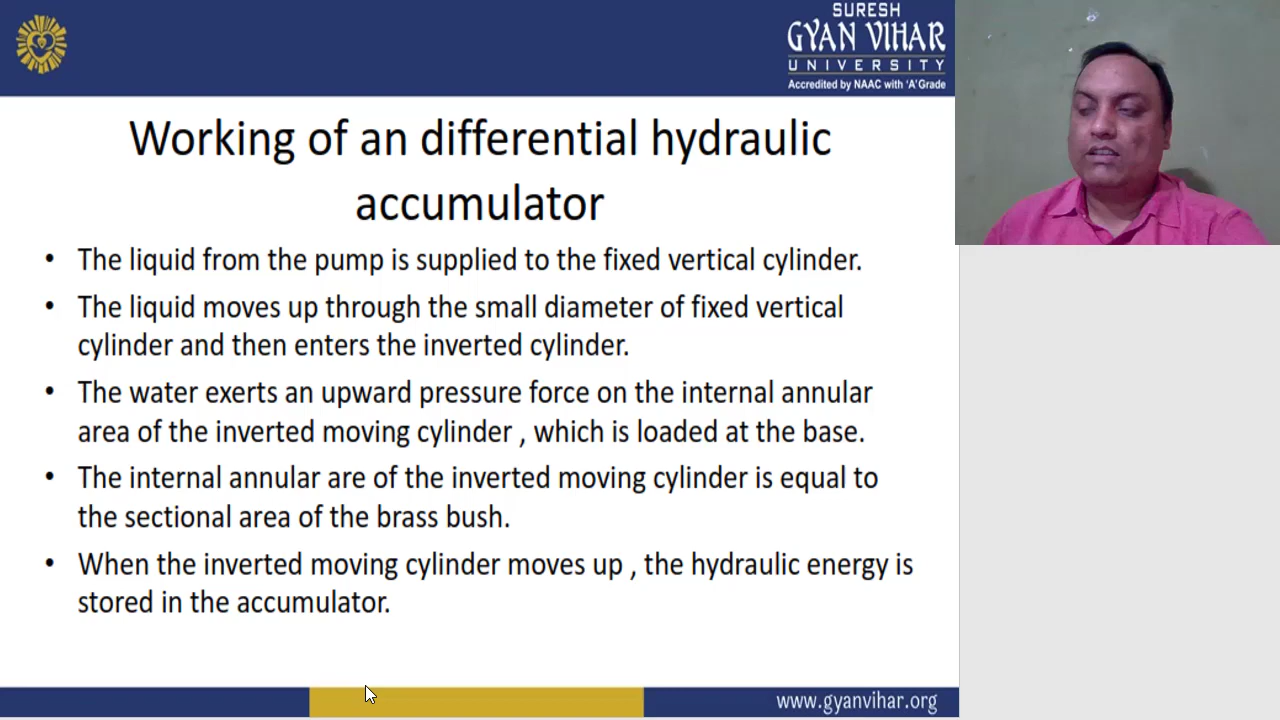 SURESH
GYAN VIHAR
UNIVERSITY
Accredited by NAAC with 'A' Grade
Working of an differential hydraulic
accumulator
• The liquid from the pump is supplied to the fixed vertical cylinder.
• The liquid moves up through the small diameter of fixed vertical
cylinder and then enters the inverted cylinder.
• The water exerts an upward pressure force on the internal annular
area of the inverted moving cylinder , which is loaded at the base.
• The internal annular are of the inverted moving cylinder is equal to
the sectional area of the brass bush.
• When the inverted moving cylinder moves up , the hydraulic energy is
stored in the accumulator.
www.gyanvihar.org